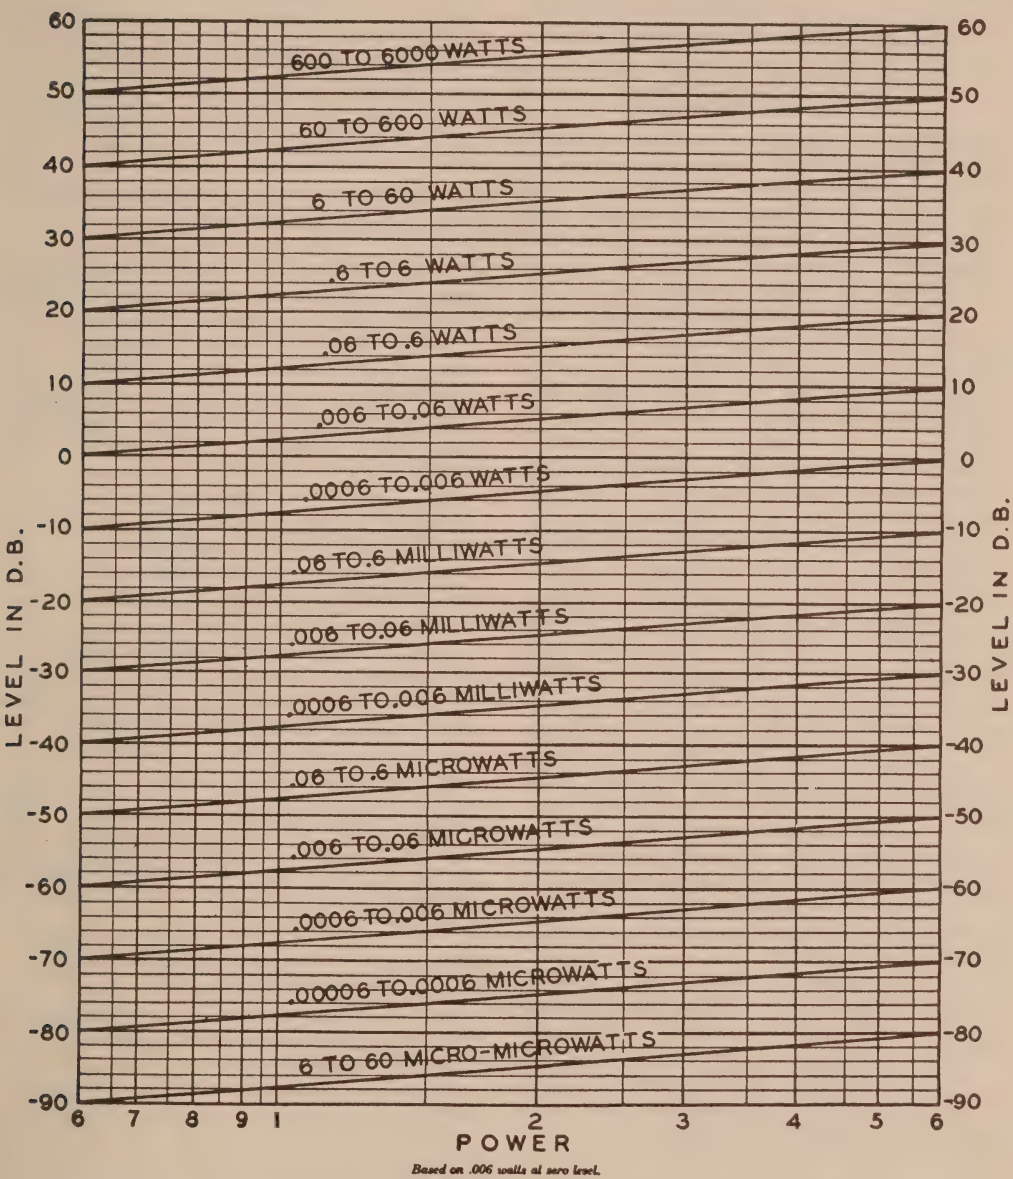 60
600 TO 6000 WATTS
60
50
50
60 TO 600 WATTS
40
40
6 TO 60 WATTS
30
30
.6 TO 6 WATTS
20
20
.06 TO .6 WATTS
10
10
.006 TO .06 WATTS
0
0
.0006 TO .006 WATTS
-10
-10
.06 TO .6 MILLIWATTS
-20
-20
.006 TO .06 MILLIWATTS
-30
-30
.0006 TO .006 MILLIWATTS
-40
-40
.06 TO .6 MICROWATTS
-50
-50
.006 TO .06 MICROWATTS
-60
-60
.0006 TO .006 MICROWATTS
-70
-70
.00006 TO .0006 MICROWATTS
-80
-80
6 TO 60 MICRO-MICROWATTS
-90
-90
LEVEL IN D.B.
LEVEL IN D.B.
6 7 8 9 1 2 3 4 5 6
POWER
Based on .006 watts at zero level.